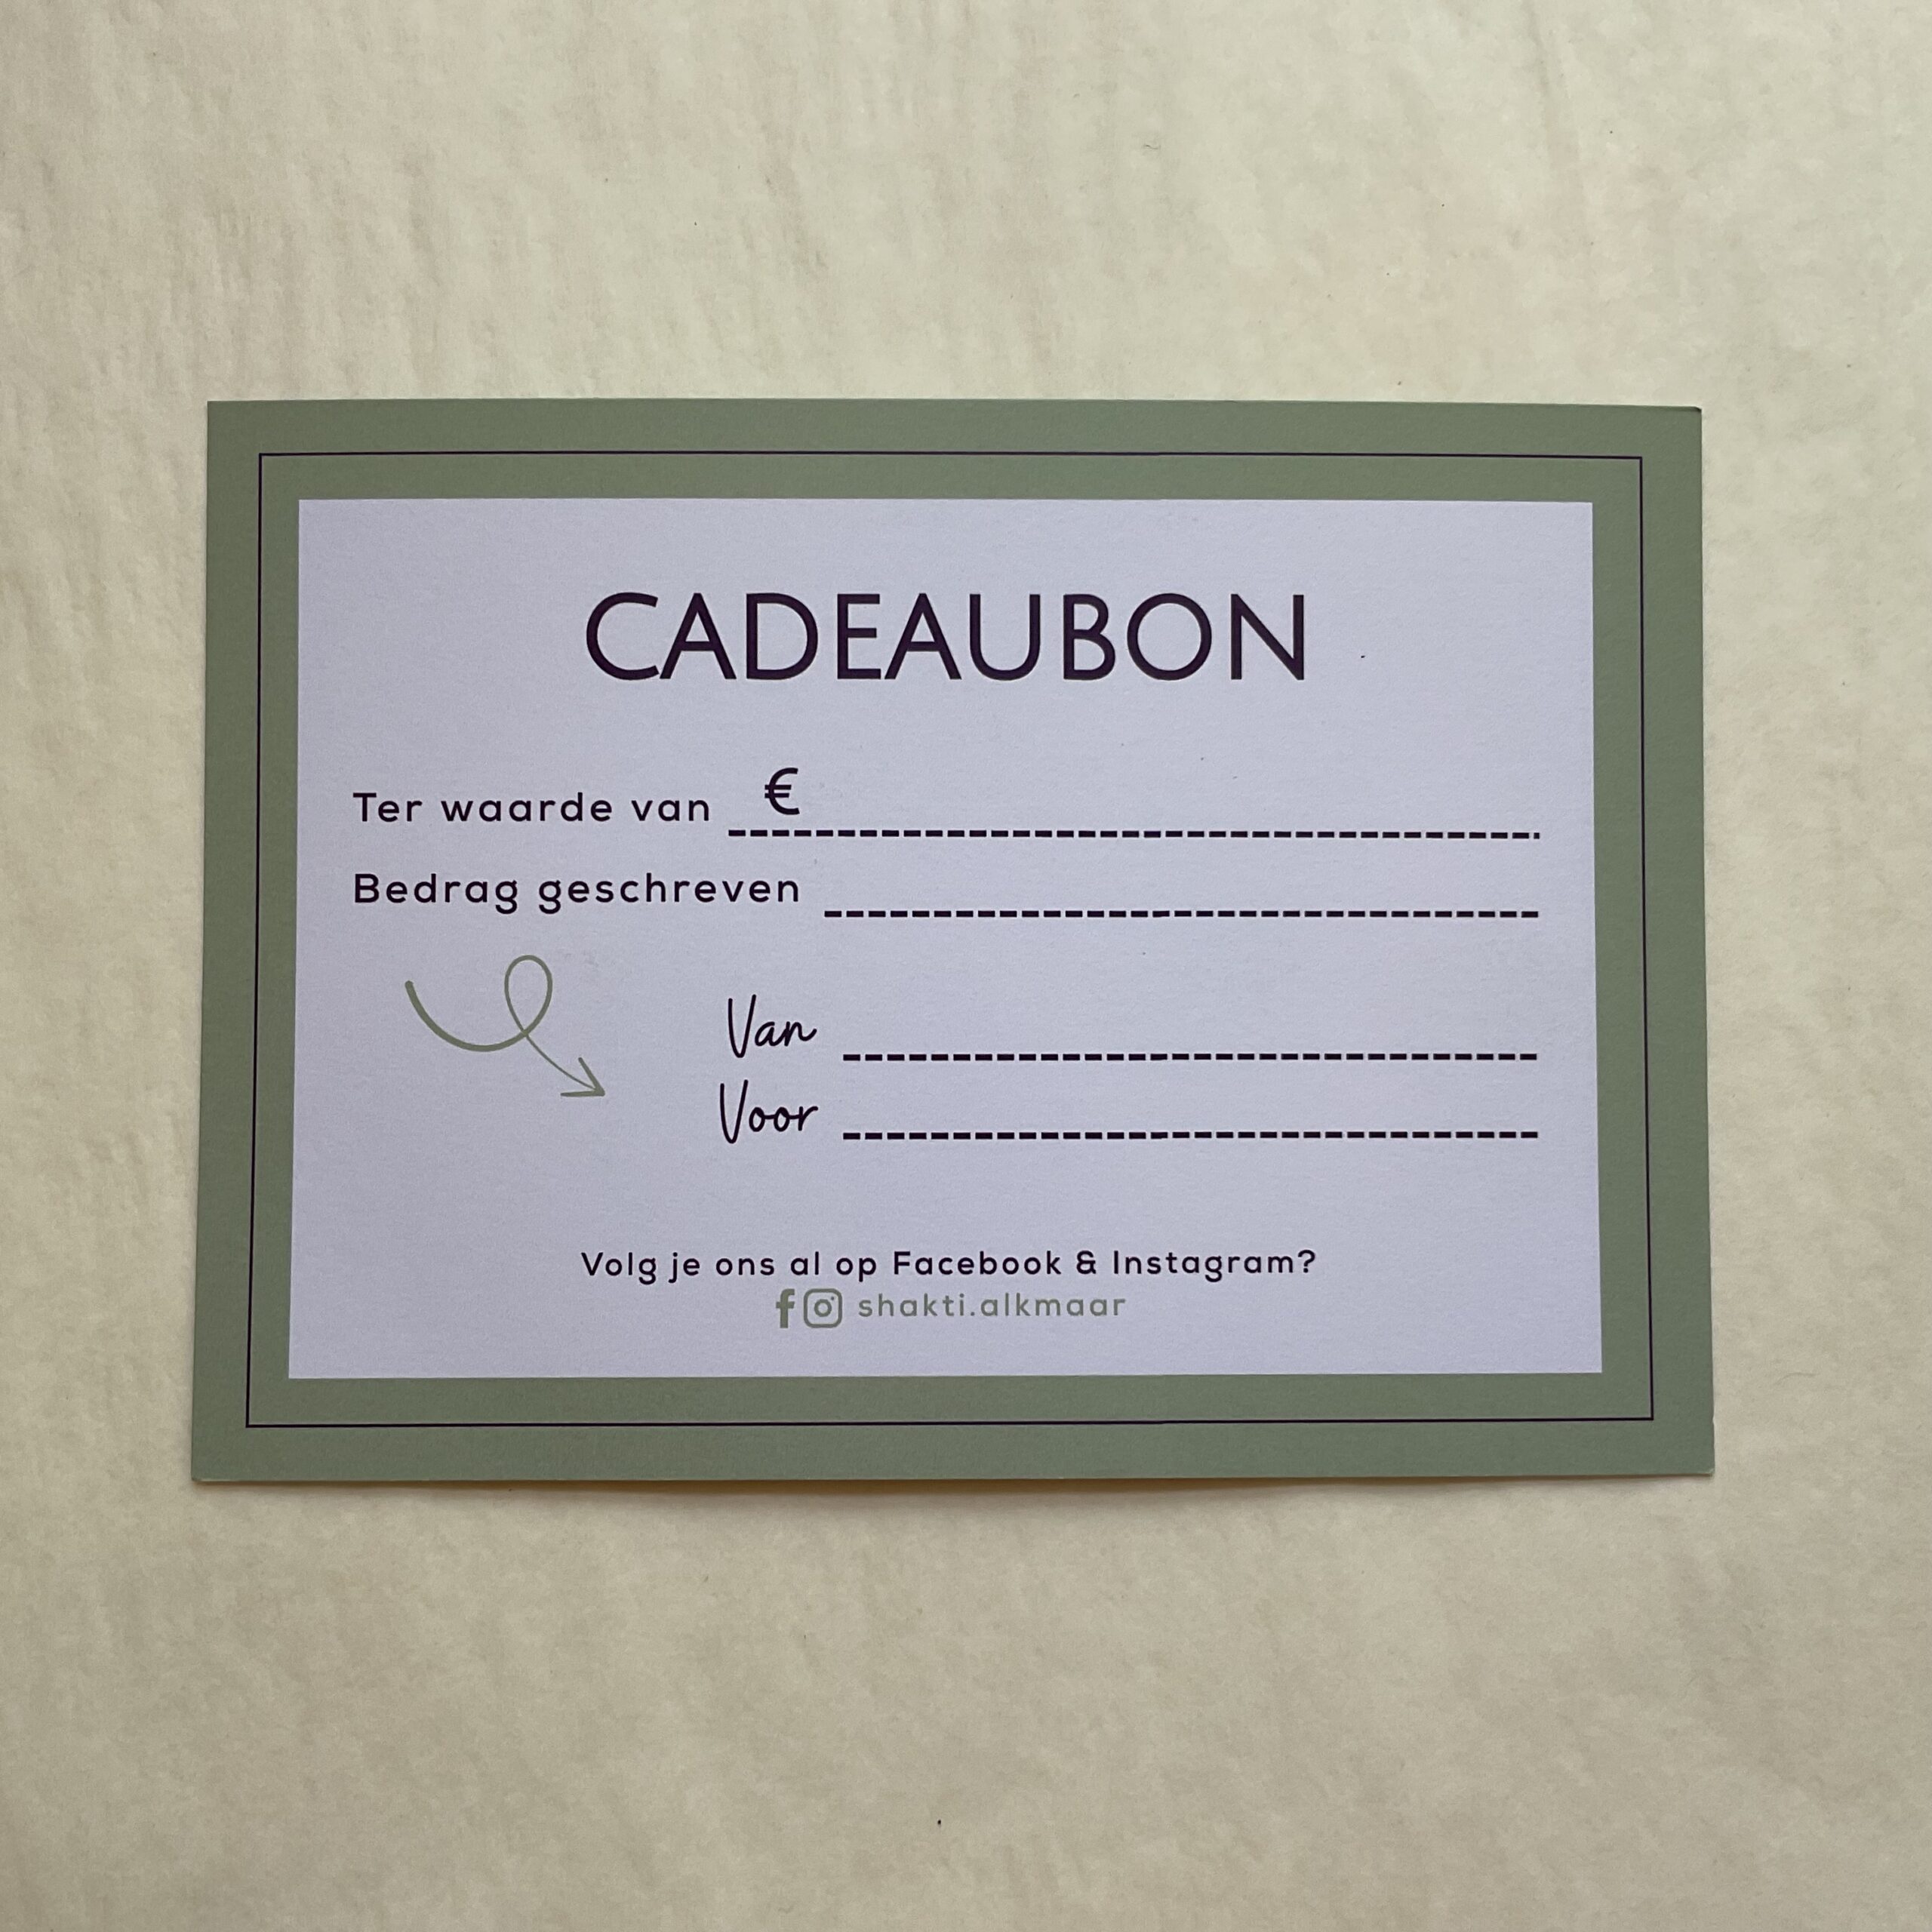 CADEAUBON
Ter waarde van €
Bedrag geschreven
Van
Voor
Volg je ons al op Facebook & Instagram?
shakti.alkmaar